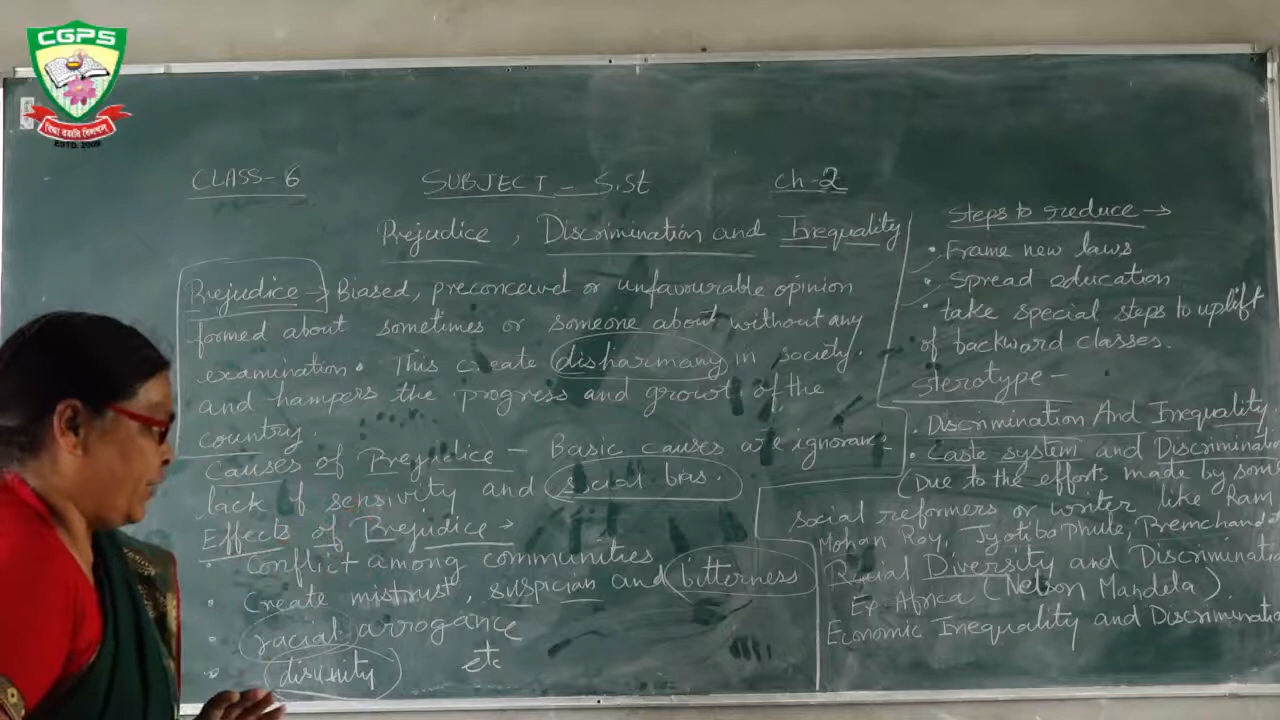 CGPS
ESTD. 2009
CLASS-6 SUBJECT - S.St Ch-2
Prejudice, Discrimination and Inequality
Prejudice → Biased, preconceived or unfavourable opinion
formed about sometimes or someone about without any
examination. This create disharmony in society.
and hampers the progress and growt of the
country.
Causes of Prejudice - Basic causes are ignoranc-
lack of sensivity and social bias.
Effects of Prejudice →
• Conflict among communities
• Create mistrust, suspician and bitterness
• racial arrogance
• disunity etc
Steps to reduce →
• Frame new laws
• Spread education
• take special steps to uplift
of backward classes.
sterotype -
• Discrimination And Inequality
• Caste system and Discriminatio
(Due to the efforts made by some
social reformers or writer like Ram
Mohan Roy, Jyotiba Phule, Premchand
Racial Diversity and Discriminatio
Ex. Africa (Nelson Mandela).
Economic Inequality and Discriminatio